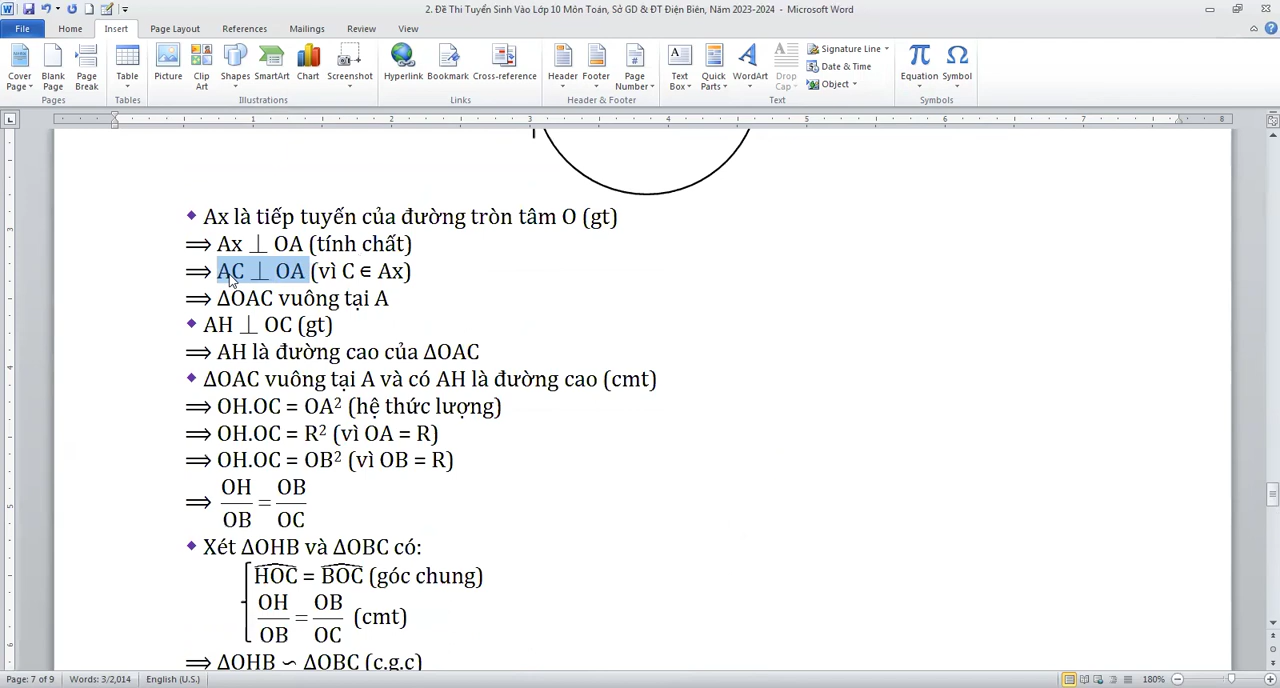 2. Đề Thi Tuyển Sinh Vào Lớp 10 Môn Toán, Sở GD & ĐT Điện Biên, Năm 2023-2024 - Microsoft Word
File Home Insert Page Layout References Mailings Review View
Cover Page Blank Page Page Break Table Picture Clip Art Shapes SmartArt Chart Screenshot Hyperlink Bookmark Cross-reference Header Footer Page Number Text Box Quick Parts WordArt Drop Cap Signature Line Date & Time Object Equation Symbol
Pages Tables Illustrations Links Header & Footer Text Symbols
1 2 3 4 5 6 7 8
Ax là tiếp tuyến của đường tròn tâm O (gt)
⟹ Ax ⊥ OA (tính chất)
⟹ AC ⊥ OA (vì C ∈ Ax)
⟹ ΔOAC vuông tại A
AH ⊥ OC (gt)
⟹ AH là đường cao của ΔOAC
ΔOAC vuông tại A và có AH là đường cao (cmt)
⟹ OH.OC = OA² (hệ thức lượng)
⟹ OH.OC = R² (vì OA = R)
⟹ OH.OC = OB² (vì OB = R)
⟹ OH/OB = OB/OC
Xét ΔOHB và ΔOBC có:
HOC = BOC (góc chung)
OH/OB = OB/OC (cmt)
⟹ ΔOHB ∽ ΔOBC (c.g.c)
Page: 7 of 9 Words: 3/2,014 English (U.S.) 180%